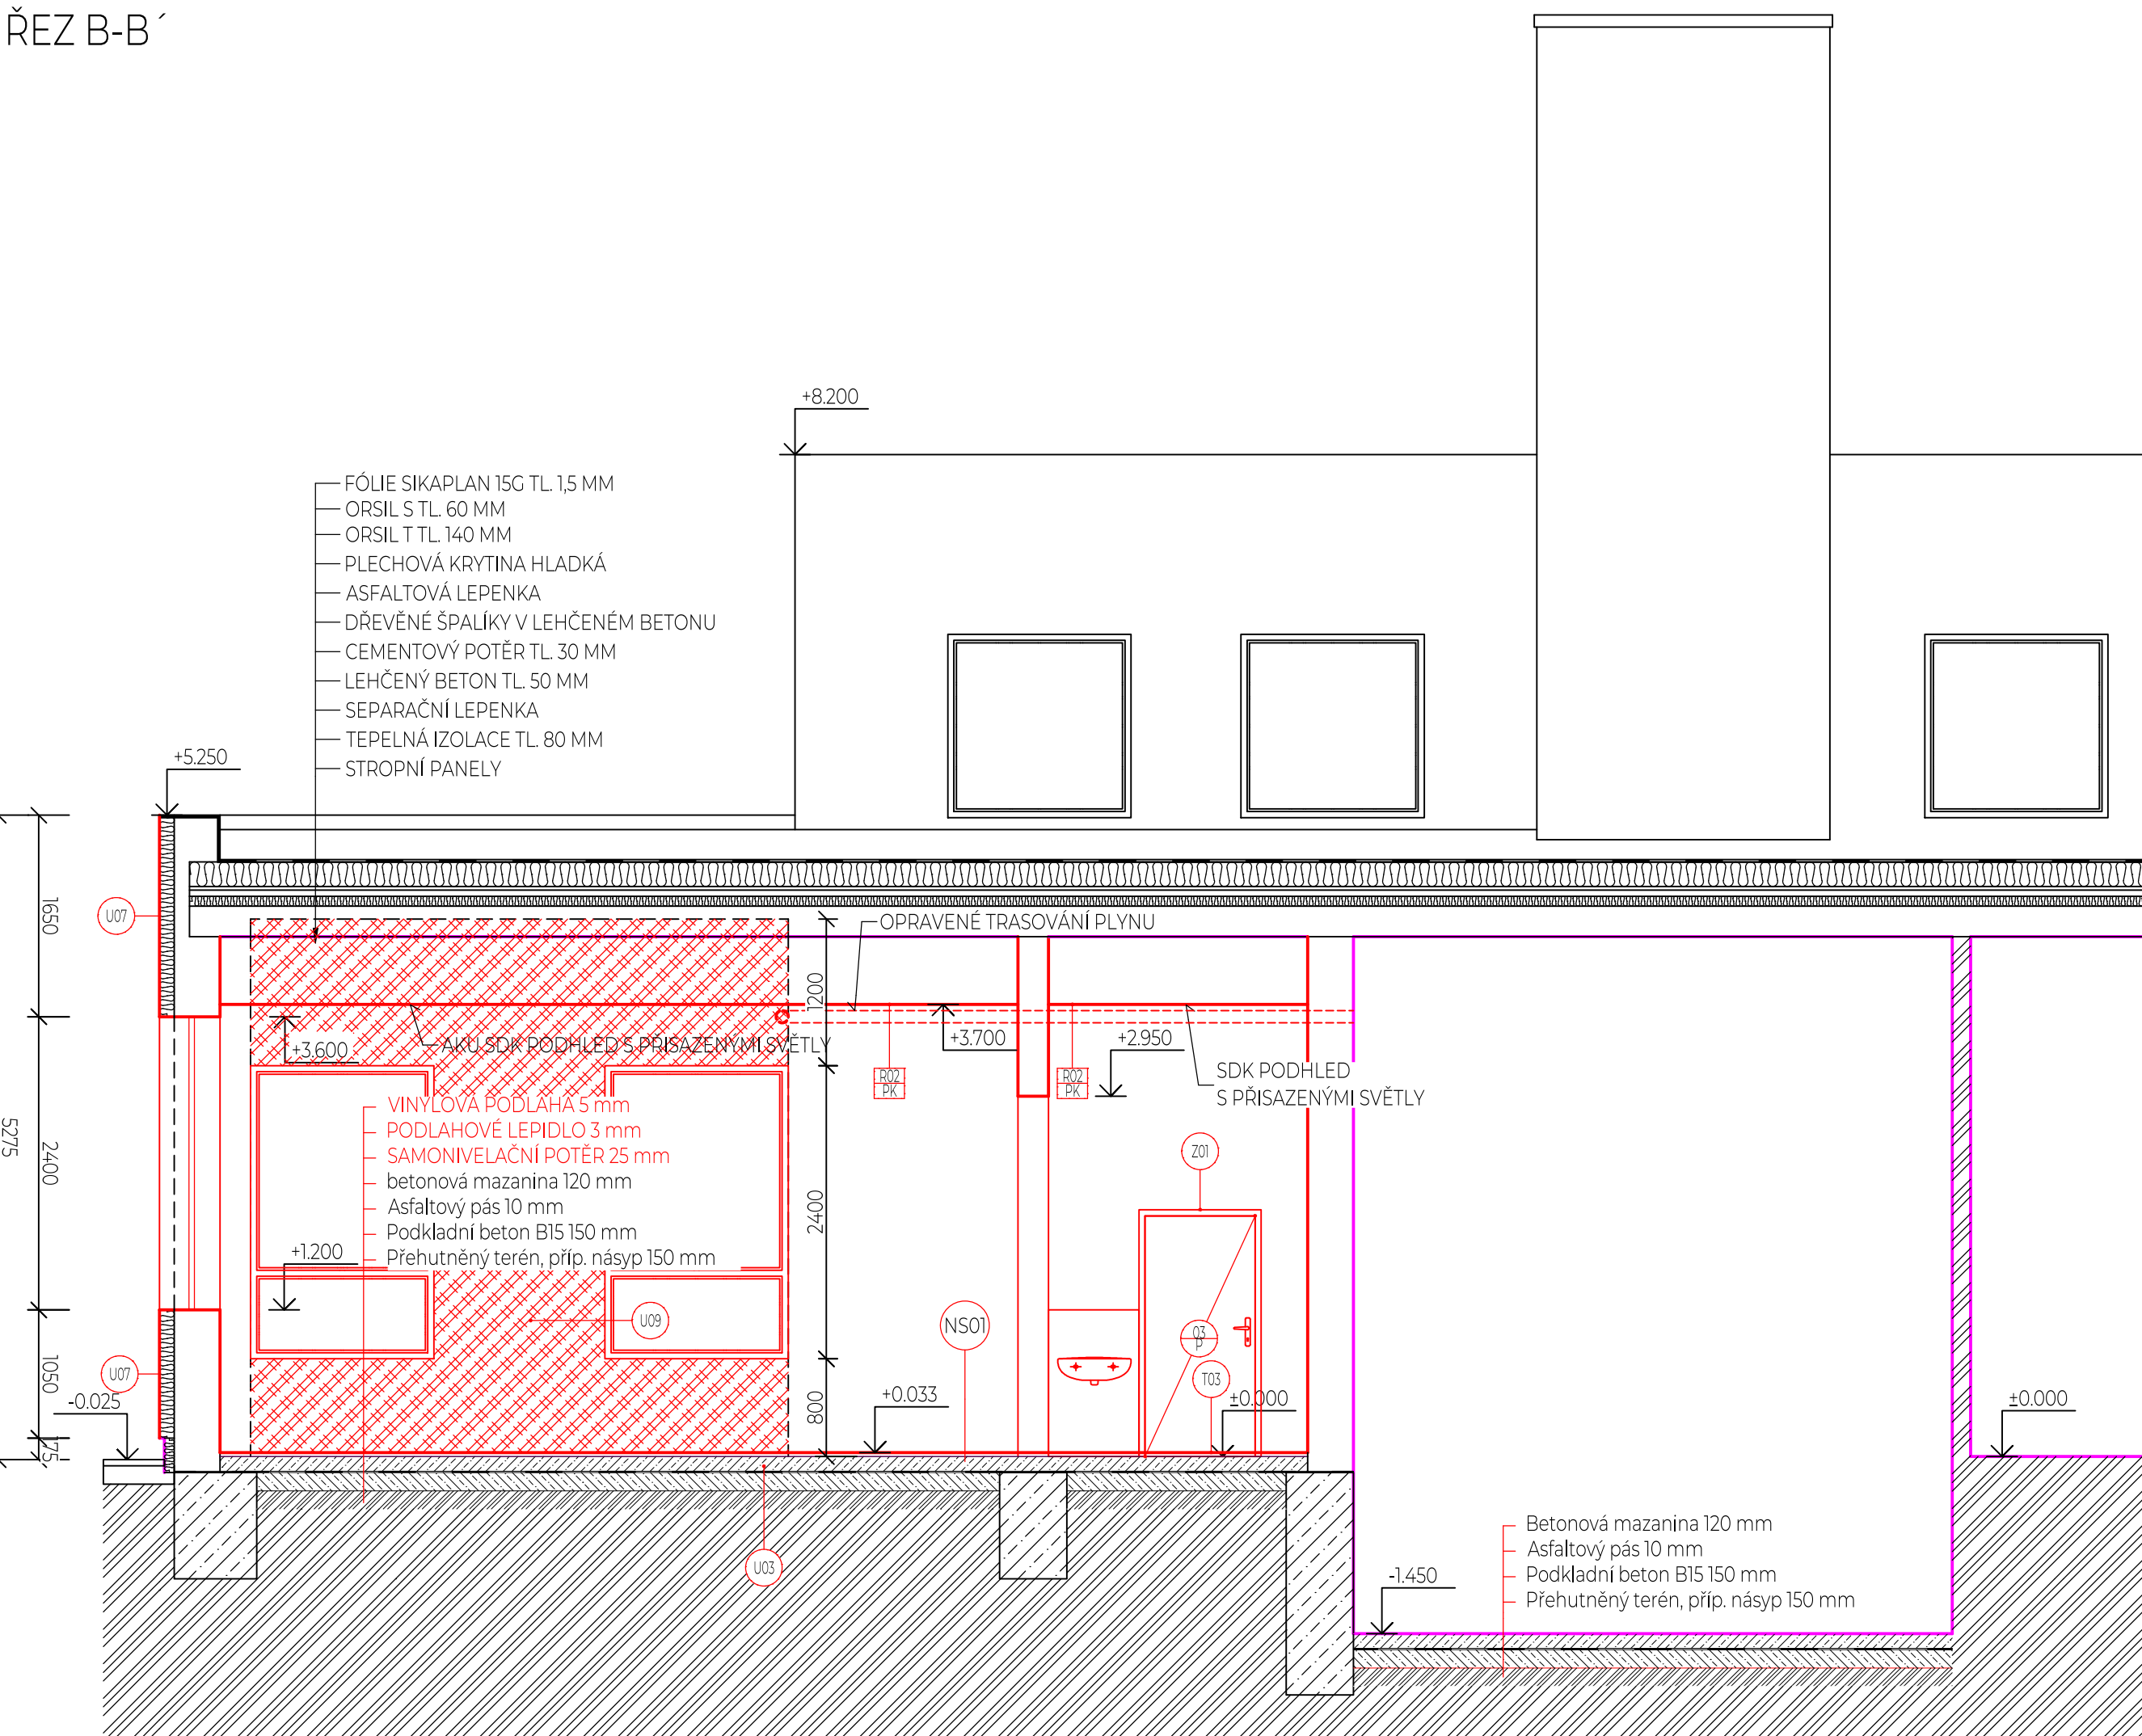 ŘEZ B-B´
+8.200
FÓLIE SIKAPLAN 15G TL. 1,5 MM
ORSIL S TL. 60 MM
ORSIL T TL. 140 MM
PLECHOVÁ KRYTINA HLADKÁ
ASFALTOVÁ LEPENKA
DŘEVĚNÉ ŠPALÍKY V LEHČENÉM BETONU
CEMENTOVÝ POTĚR TL. 30 MM
LEHČENÝ BETON TL. 50 MM
SEPARAČNÍ LEPENKA
TEPELNÁ IZOLACE TL. 80 MM
STROPNÍ PANELY
+5.250
1650
2400
1050
175
5275
U07
U07
-0.025
OPRAVENÉ TRASOVÁNÍ PLYNU
1200
2400
800
+3.600
AKU SDK PODHLED S PŘISAZENÝMI SVĚTLY
+3.700
+2.950
R02
PK
R02
PK
SDK PODHLED
S PŘISAZENÝMI SVĚTLY
VINYLOVÁ PODLAHA 5 mm
PODLAHOVÉ LEPIDLO 3 mm
SAMONIVELAČNÍ POTĚR 25 mm
betonová mazanina 120 mm
Asfaltový pás 10 mm
Podkladní beton B15 150 mm
Přehutněný terén, příp. násyp 150 mm
+1.200
Z01
U09
NS01
03
P
T03
+0.033
±0.000
±0.000
U03
-1.450
Betonová mazanina 120 mm
Asfaltový pás 10 mm
Podkladní beton B15 150 mm
Přehutněný terén, příp. násyp 150 mm